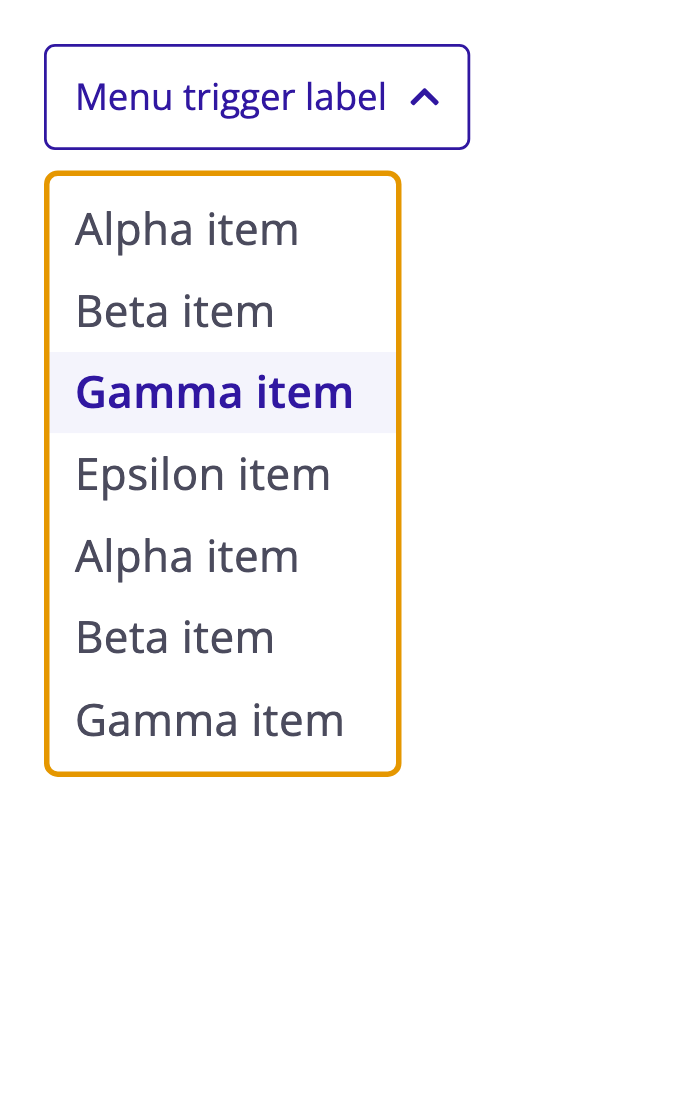 Menu trigger label
Alpha item
Beta item
Gamma item
Epsilon item
Alpha item
Beta item
Gamma item